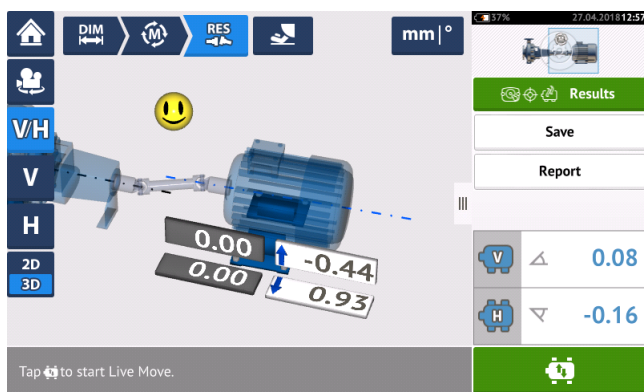 DIM
M
RES
mm|°
37%
27.04.2018 12:57
Results
Save
Report
V/H
V
H
2D
3D
0.00
-0.44
0.00
0.93
V
0.08
H
-0.16
Tap to start Live Move.